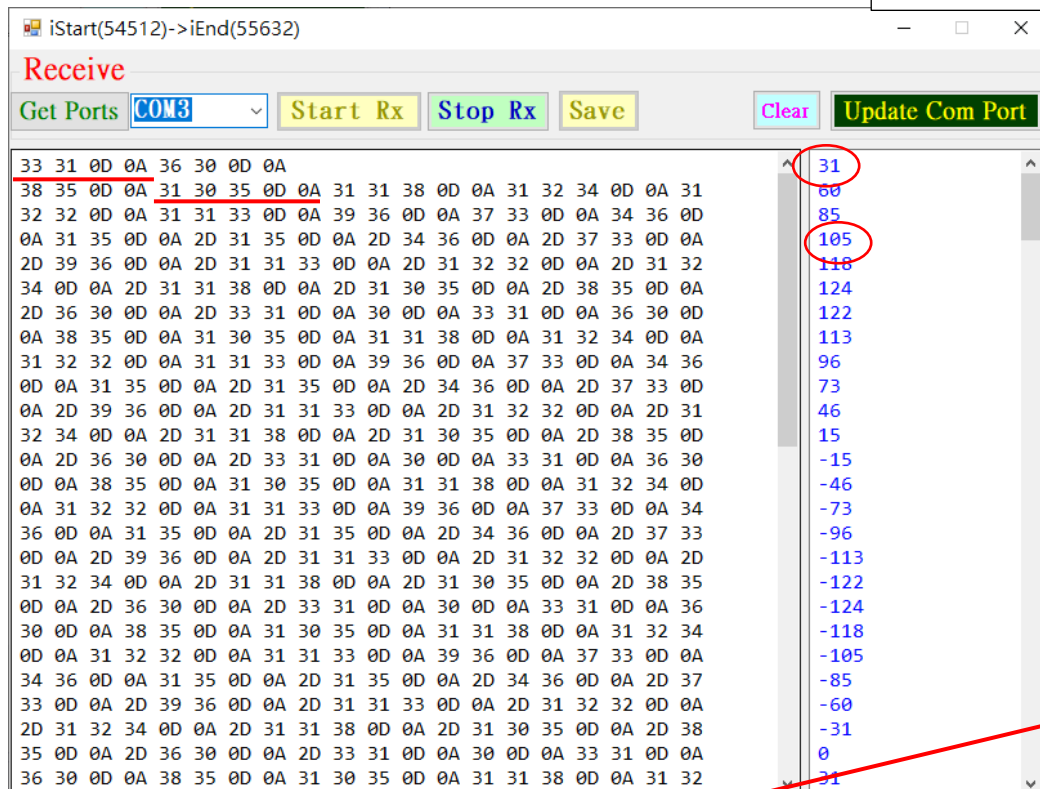 iStart(54512)->iEnd(55632)
Receive
Get Ports COM3 Start Rx Stop Rx Save Clear Update Com Port
33 31 0D 0A 36 30 0D 0A
38 35 0D 0A 31 30 35 0D 0A 31 31 38 0D 0A 31 32 34 0D 0A 31
32 32 0D 0A 31 31 33 0D 0A 39 36 0D 0A 37 33 0D 0A 34 36 0D
0A 31 35 0D 0A 2D 31 35 0D 0A 2D 34 36 0D 0A 2D 37 33 0D 0A
2D 39 36 0D 0A 2D 31 31 33 0D 0A 2D 31 32 32 0D 0A 2D 31 32
34 0D 0A 2D 31 31 38 0D 0A 2D 31 30 35 0D 0A 2D 38 35 0D 0A
2D 36 30 0D 0A 2D 33 31 0D 0A 30 0D 0A 33 31 0D 0A 36 30 0D
0A 38 35 0D 0A 31 30 35 0D 0A 31 31 38 0D 0A 31 32 34 0D 0A
31 32 32 0D 0A 31 31 33 0D 0A 39 36 0D 0A 37 33 0D 0A 34 36
0D 0A 31 35 0D 0A 2D 31 35 0D 0A 2D 34 36 0D 0A 2D 37 33 0D
0A 2D 39 36 0D 0A 2D 31 31 33 0D 0A 2D 31 32 32 0D 0A 2D 31
32 34 0D 0A 2D 31 31 38 0D 0A 2D 31 30 35 0D 0A 2D 38 35 0D
0A 2D 36 30 0D 0A 2D 33 31 0D 0A 30 0D 0A 33 31 0D 0A 36 30
0D 0A 38 35 0D 0A 31 30 35 0D 0A 31 31 38 0D 0A 31 32 34 0D
0A 31 32 32 0D 0A 31 31 33 0D 0A 39 36 0D 0A 37 33 0D 0A 34
36 0D 0A 31 35 0D 0A 2D 31 35 0D 0A 2D 34 36 0D 0A 2D 37 33
0D 0A 2D 39 36 0D 0A 2D 31 31 33 0D 0A 2D 31 32 32 0D 0A 2D
31 32 34 0D 0A 2D 31 31 38 0D 0A 2D 31 30 35 0D 0A 2D 38 35
0D 0A 2D 36 30 0D 0A 2D 33 31 0D 0A 30 0D 0A 33 31 0D 0A 36
30 0D 0A 38 35 0D 0A 31 30 35 0D 0A 31 31 38 0D 0A 31 32 34
0D 0A 31 32 32 0D 0A 31 31 33 0D 0A 39 36 0D 0A 37 33 0D 0A
34 36 0D 0A 31 35 0D 0A 2D 31 35 0D 0A 2D 34 36 0D 0A 2D 37
33 0D 0A 2D 39 36 0D 0A 2D 31 31 33 0D 0A 2D 31 32 32 0D 0A
2D 31 32 34 0D 0A 2D 31 31 38 0D 0A 2D 31 30 35 0D 0A 2D 38
35 0D 0A 2D 36 30 0D 0A 2D 33 31 0D 0A 30 0D 0A 33 31 0D 0A
36 30 0D 0A 38 35 0D 0A 31 30 35 0D 0A 31 31 38 0D 0A 31 32
31
60
85
105
118
124
122
113
96
73
46
15
-15
-46
-73
-96
-113
-122
-124
-118
-105
-85
-60
-31
0
31